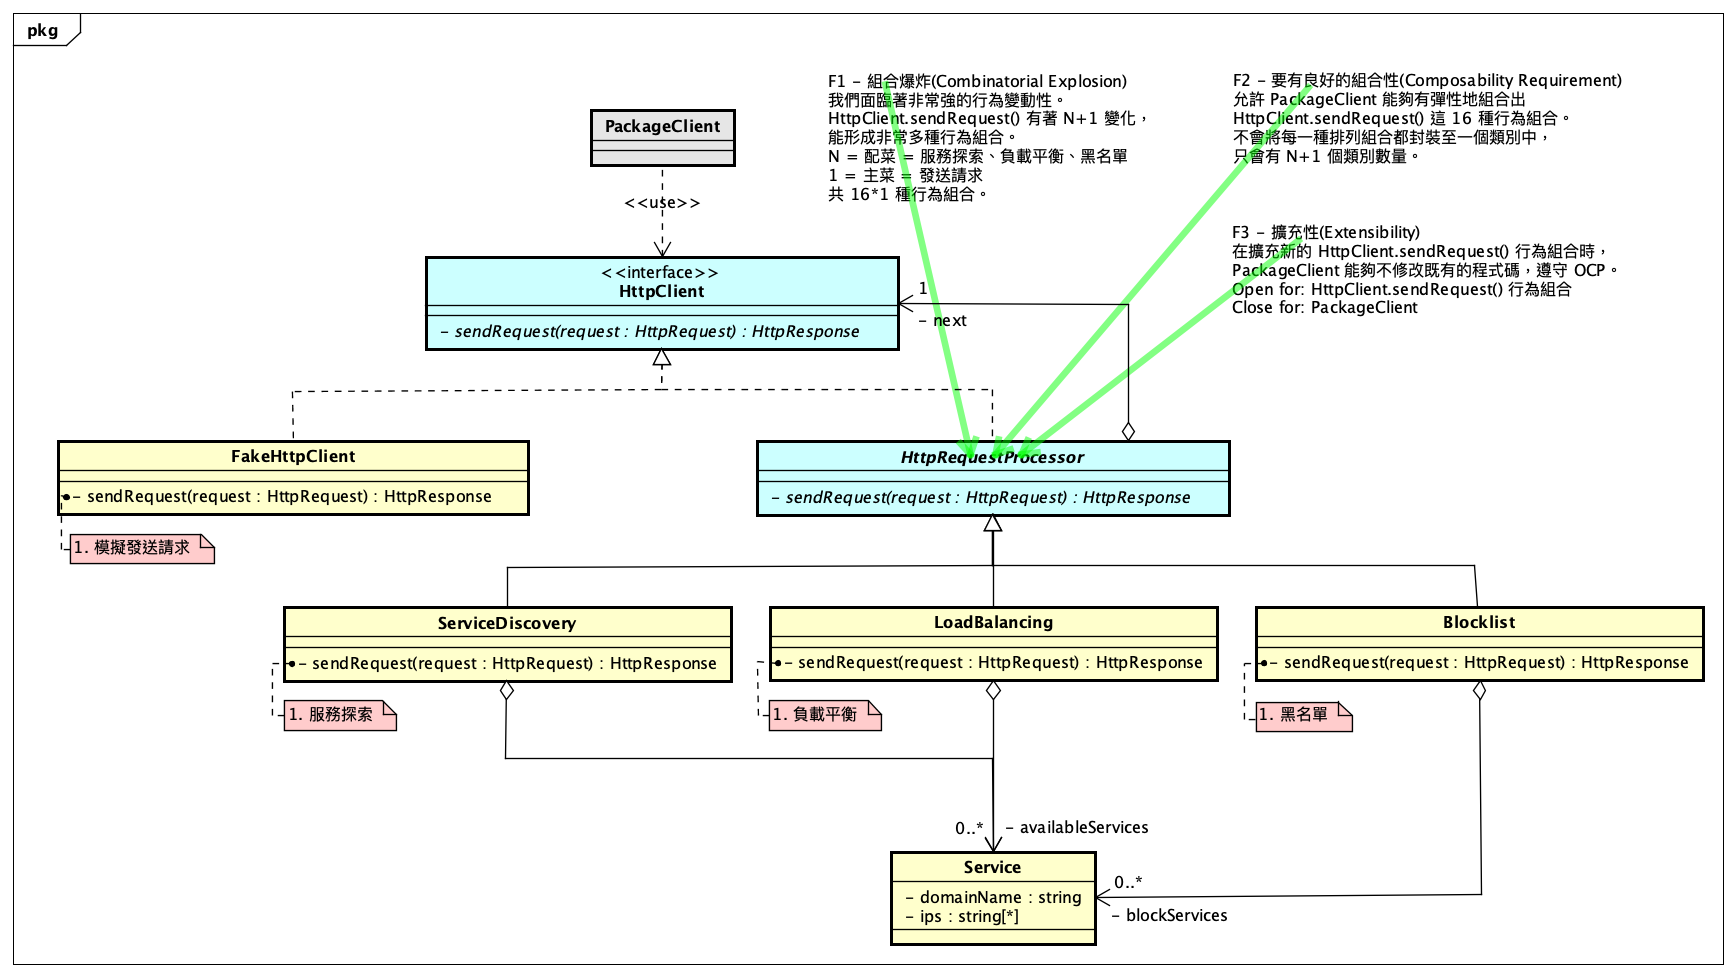 pkg
F1 - 組合爆炸(Combinatorial Explosion)
我們面臨著非常強的行為變動性。
HttpClient.sendRequest() 有著 N+1 變化，
能形成非常多種行為組合。
N = 配菜 = 服務探索、負載平衡、黑名單
1 = 主菜 = 發送請求
共 16*1 種行為組合。
F2 - 要有良好的組合性(Composability Requirement)
允許 PackageClient 能夠有彈性地組合出
HttpClient.sendRequest() 這 16 種行為組合。
不會將每一種排列組合都封裝至一個類別中，
只會有 N+1 個類別數量。
F3 - 擴充性(Extensibility)
在擴充新的 HttpClient.sendRequest() 行為組合時，
PackageClient 能夠不修改既有的程式碼，遵守 OCP。
Open for: HttpClient.sendRequest() 行為組合
Close for: PackageClient
PackageClient
<<use>>
<<interface>>
HttpClient
- sendRequest(request : HttpRequest) : HttpResponse
1
- next
FakeHttpClient
- sendRequest(request : HttpRequest) : HttpResponse
1. 模擬發送請求
HttpRequestProcessor
- sendRequest(request : HttpRequest) : HttpResponse
ServiceDiscovery
- sendRequest(request : HttpRequest) : HttpResponse
1. 服務探索
LoadBalancing
- sendRequest(request : HttpRequest) : HttpResponse
1. 負載平衡
Blocklist
- sendRequest(request : HttpRequest) : HttpResponse
1. 黑名單
0..*
- availableServices
Service
- domainName : string
- ips : string[*]
0..*
- blockServices